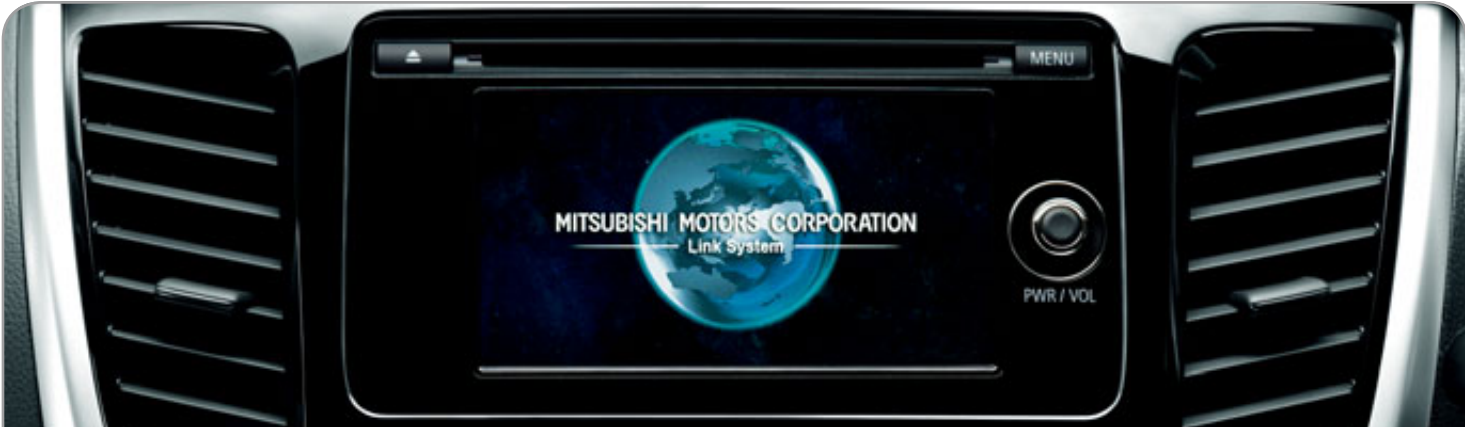 MENU
MITSUBISHI MOTORS CORPORATION
Link System
PWR / VOL